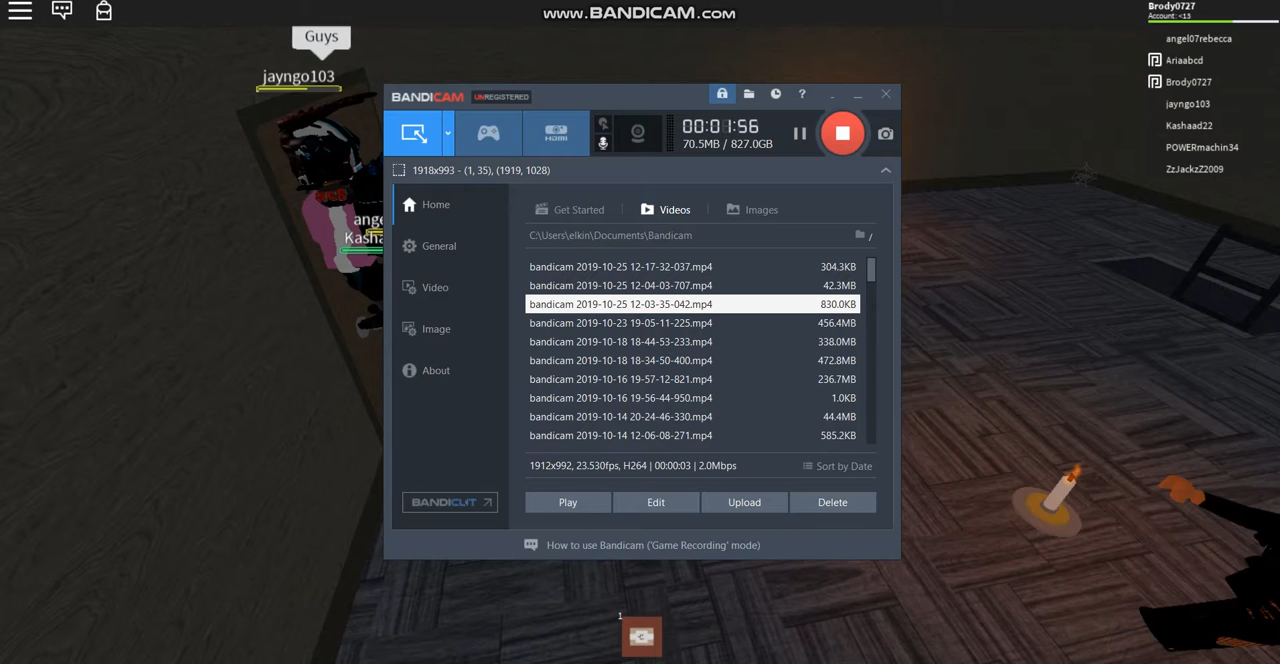 www.BANDICAM.com
Brody0727
Account: <13
angel07rebecca
Ariaabcd
Brody0727
jayngo103
Kashaad22
POWERmachin34
ZzJackzZ2009
Guys
jayngo103
ange
Kasha
BANDICAM UNREGISTERED
?
HDMI
00:01:56
70.5MB / 827.0GB
1918x993 - (1, 35), (1919, 1028)
Home
General
Video
Image
About
BANDICUT
Get Started
Videos
Images
C:\Users\elkin\Documents\Bandicam
/
bandicam 2019-10-25 12-17-32-037.mp4 304.3KB
bandicam 2019-10-25 12-04-03-707.mp4 42.3MB
bandicam 2019-10-25 12-03-35-042.mp4 830.0KB
bandicam 2019-10-23 19-05-11-225.mp4 456.4MB
bandicam 2019-10-18 18-44-53-233.mp4 338.0MB
bandicam 2019-10-18 18-34-50-400.mp4 472.8MB
bandicam 2019-10-16 19-57-12-821.mp4 236.7MB
bandicam 2019-10-16 19-56-44-950.mp4 1.0KB
bandicam 2019-10-14 20-24-46-330.mp4 44.4MB
bandicam 2019-10-14 12-06-08-271.mp4 585.2KB
1912x992, 23.530fps, H264 | 00:00:03 | 2.0Mbps
Sort by Date
Play
Edit
Upload
Delete
How to use Bandicam ('Game Recording' mode)
1